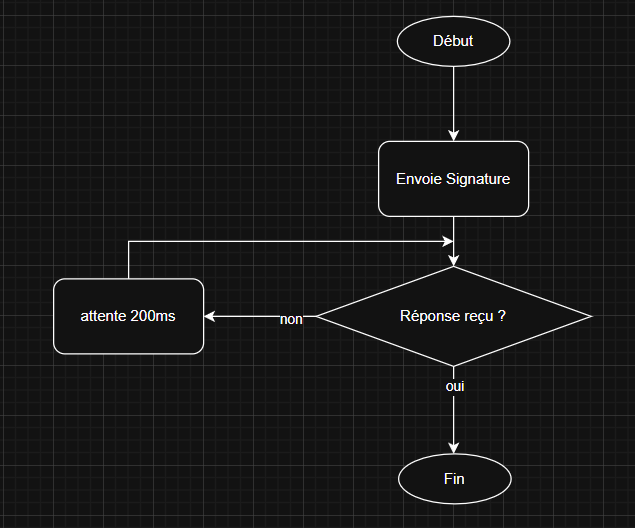 Début
Envoie Signature
attente 200ms
non
Réponse reçu ?
oui
Fin